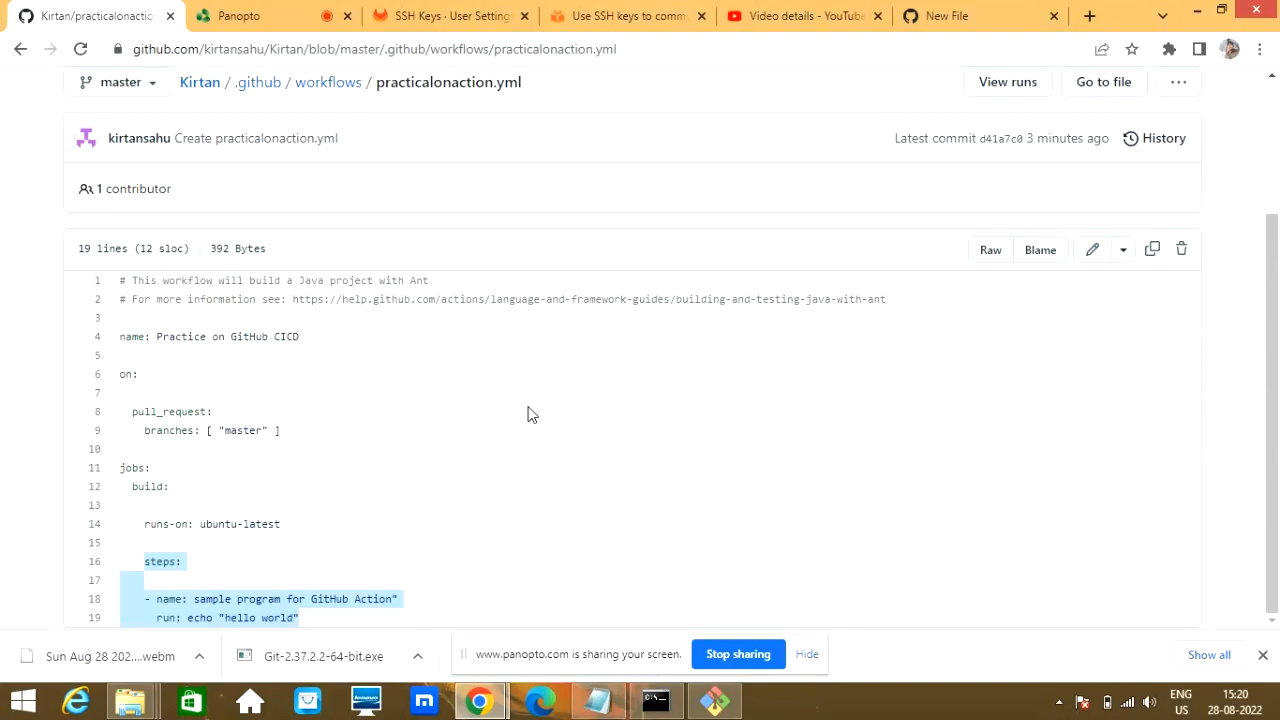 Kirtan/practicalonactic
Panopto
SSH Keys · User Setting
Use SSH keys to comm
Video details - YouTube
New File
github.com/kirtansahu/Kirtan/blob/master/.github/workflows/practicalonaction.yml
master
Kirtan / .github / workflows / practicalonaction.yml
View runs
Go to file
kirtansahu Create practicalonaction.yml
Latest commit d41a7c0 3 minutes ago
History
1 contributor
19 lines (12 sloc) 392 Bytes
Raw
Blame
1 # This workflow will build a Java project with Ant
2 # For more information see: https://help.github.com/actions/language-and-framework-guides/building-and-testing-java-with-ant
3
4 name: Practice on GitHub CICD
5
6 on:
7
8 pull_request:
9 branches: [ "master" ]
10
11 jobs:
12 build:
13
14 runs-on: ubuntu-latest
15
16 steps:
17
18 - name: sample program for GitHub Action"
19 run: echo "hello world"
Sun Aug 28 202....webm
Git-2.37.2.2-64-bit.exe
www.panopto.com is sharing your screen.
Stop sharing
Hide
Show all
ENG
US
15:20
28-08-2022